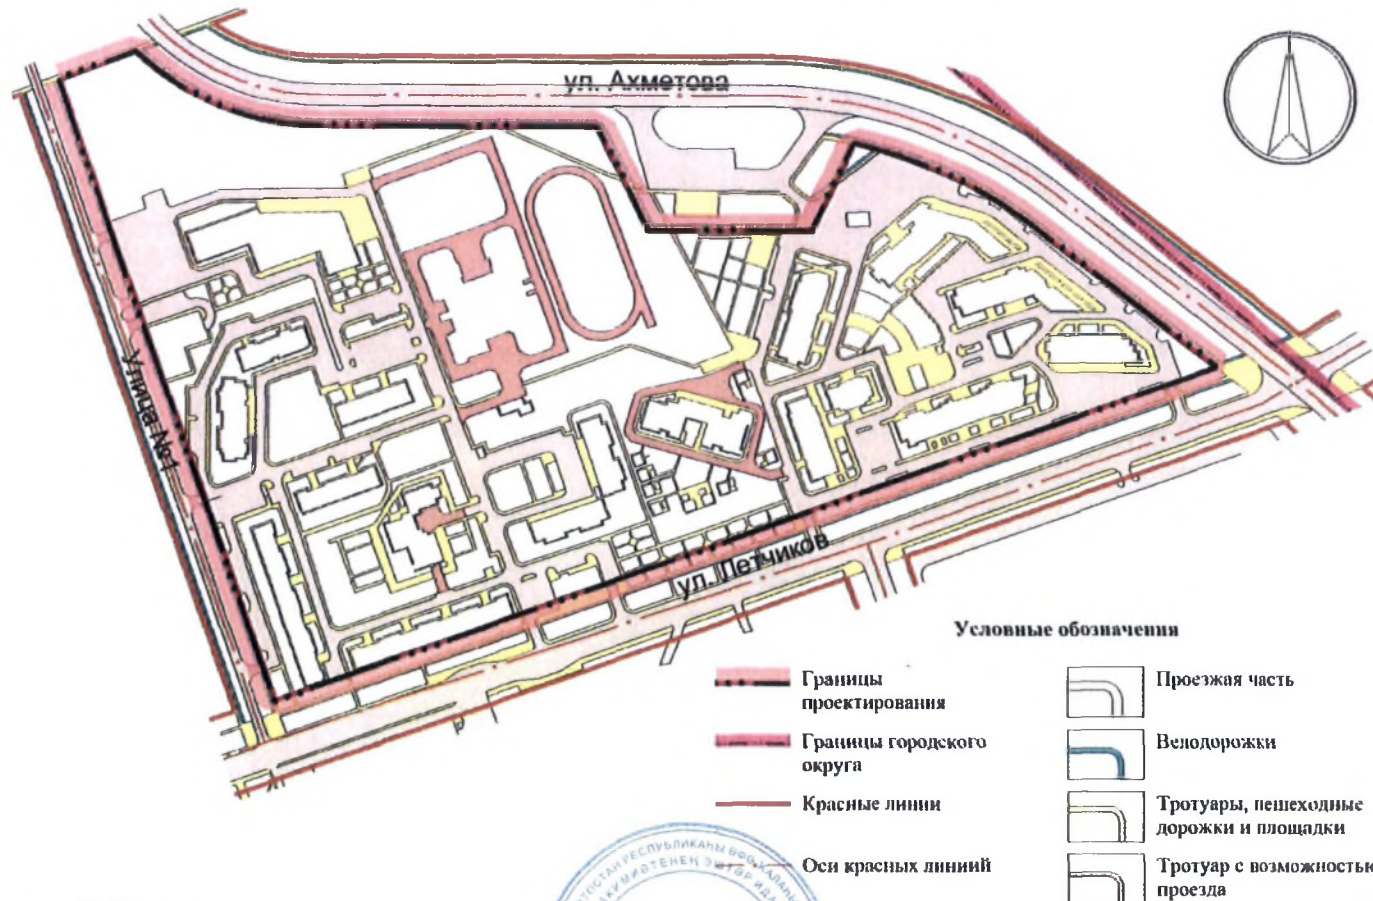 ул. Ахметова
Улица №1
ул. Летчиков
Условные обозначения
Границы
проектирования
Границы городского
округа
Красные линии
Оси красных линиий
Проезжая часть
Велодорожки
Тротуары, пешеходные
дорожки и площадки
Тротуар с возможностью
проезда